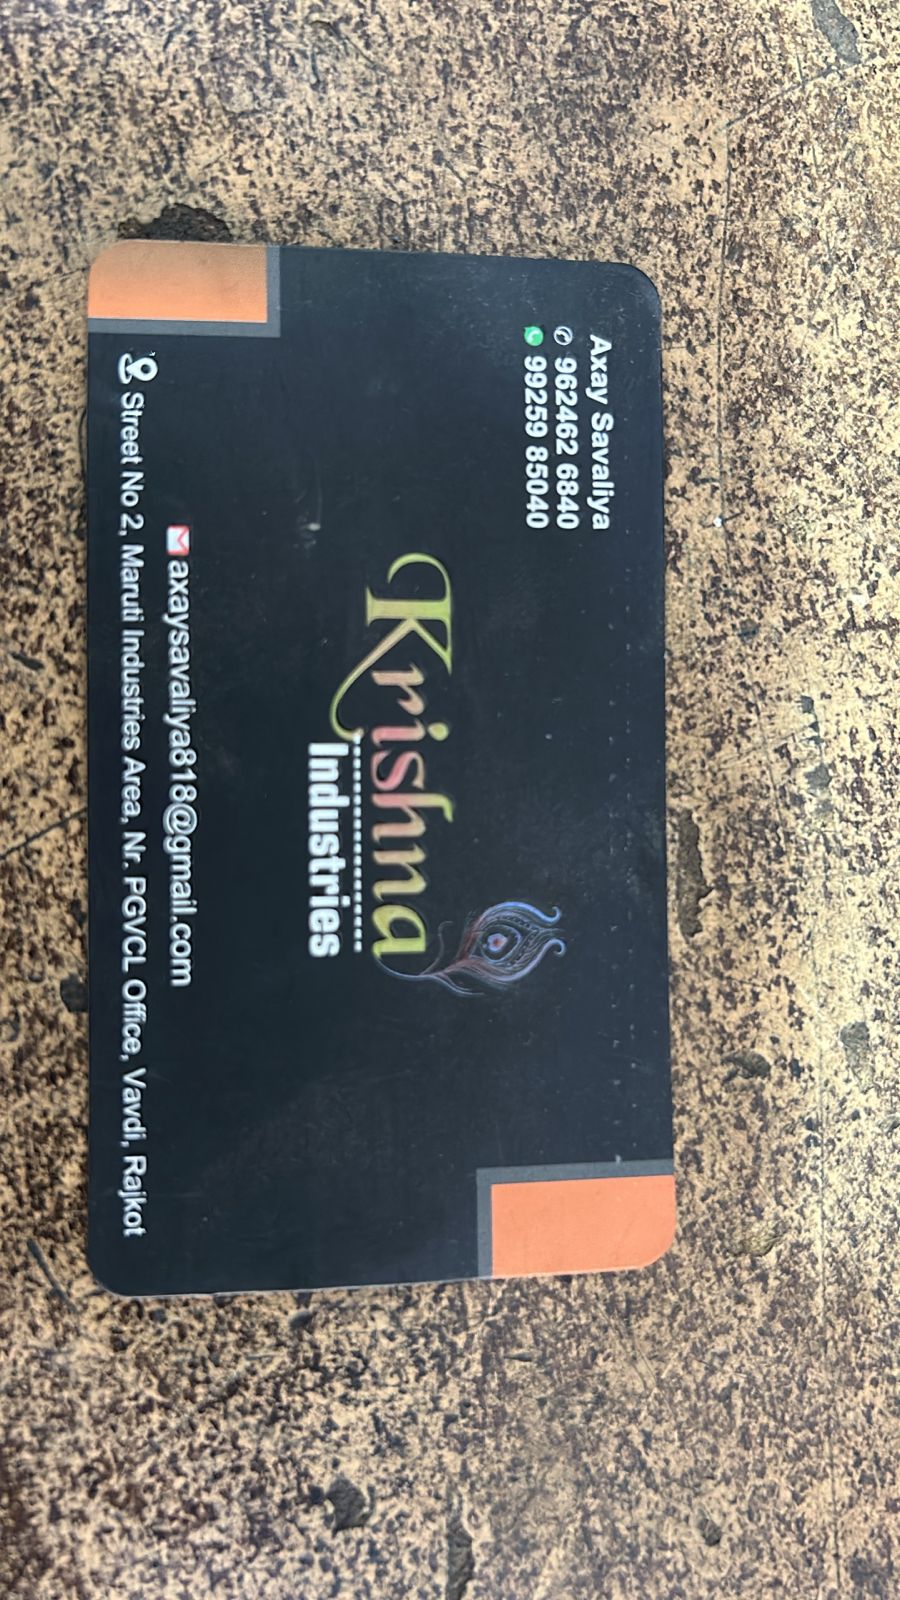 Axay Savaliya
962462 6840
99259 85040
Krishna
Industries
axaysavaliya818@gmail.com
Street No 2, Maruti Industries Area, Nr. PGVCL Office, Vavdi, Rajkot